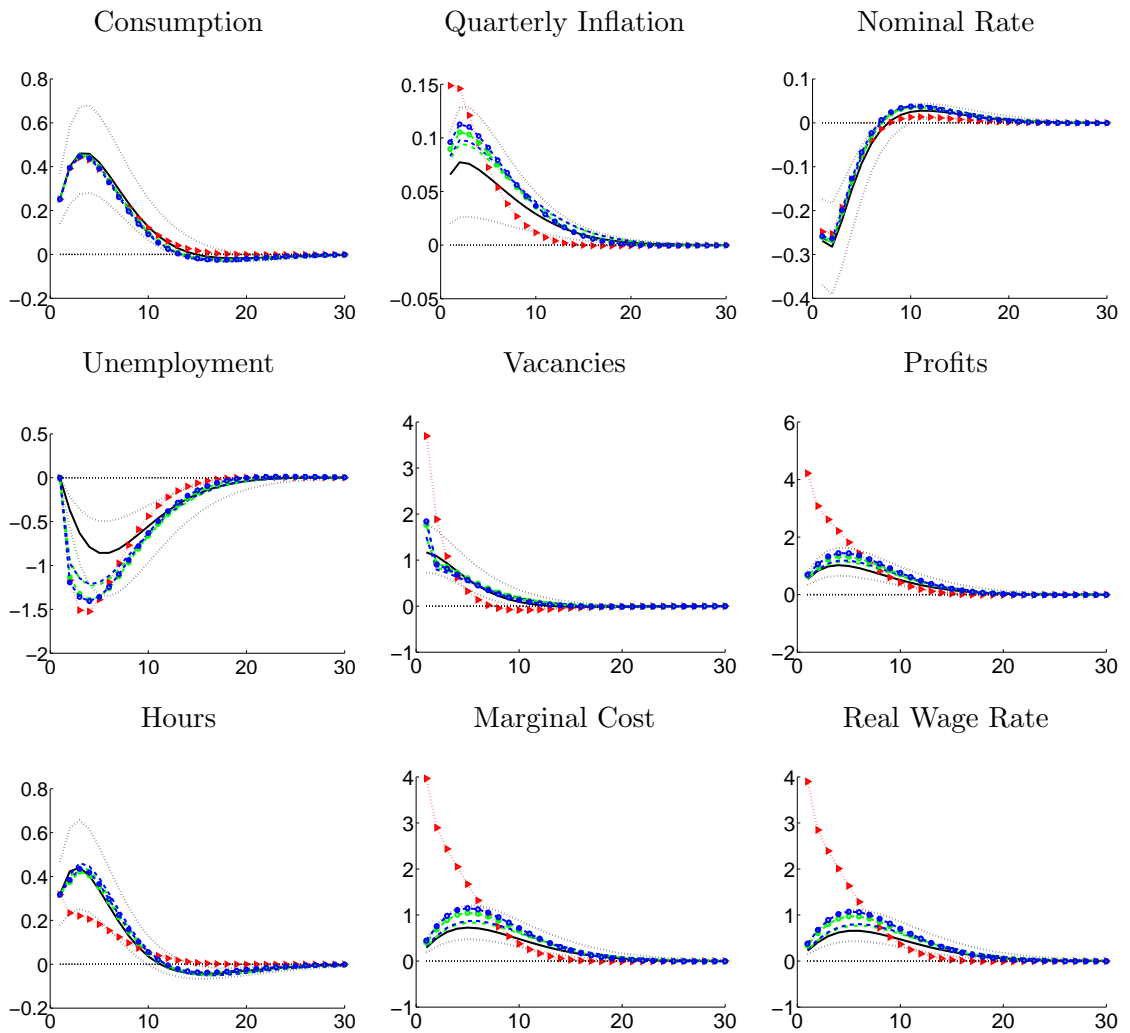 Consumption
Quarterly Inflation
Nominal Rate
0.8
0.6
0.4
0.2
0
−0.2
0 10 20 30
0.15
0.1
0.05
0
−0.05
0 10 20 30
0.1
0
−0.1
−0.2
−0.3
−0.4
0 10 20 30
Unemployment
Vacancies
Profits
0.5
0
−0.5
−1
−1.5
−2
0 10 20 30
4
3
2
1
0
−1
0 10 20 30
6
4
2
0
−2
0 10 20 30
Hours
Marginal Cost
Real Wage Rate
0.8
0.6
0.4
0.2
0
−0.2
0 10 20 30
4
3
2
1
0
−1
0 10 20 30
4
3
2
1
0
−1
0 10 20 30